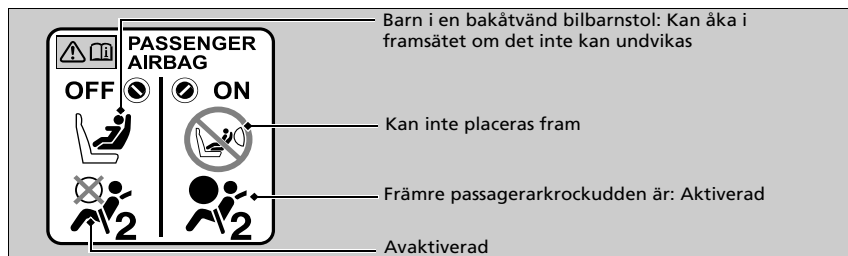 Barn i en bakåtvänd bilbarnstol: Kan åka i
framsätet om det inte kan undvikas
PASSENGER
AIRBAG
OFF ON
Kan inte placeras fram
Främre passagerarkrockudden är: Aktiverad
2 2
Avaktiverad